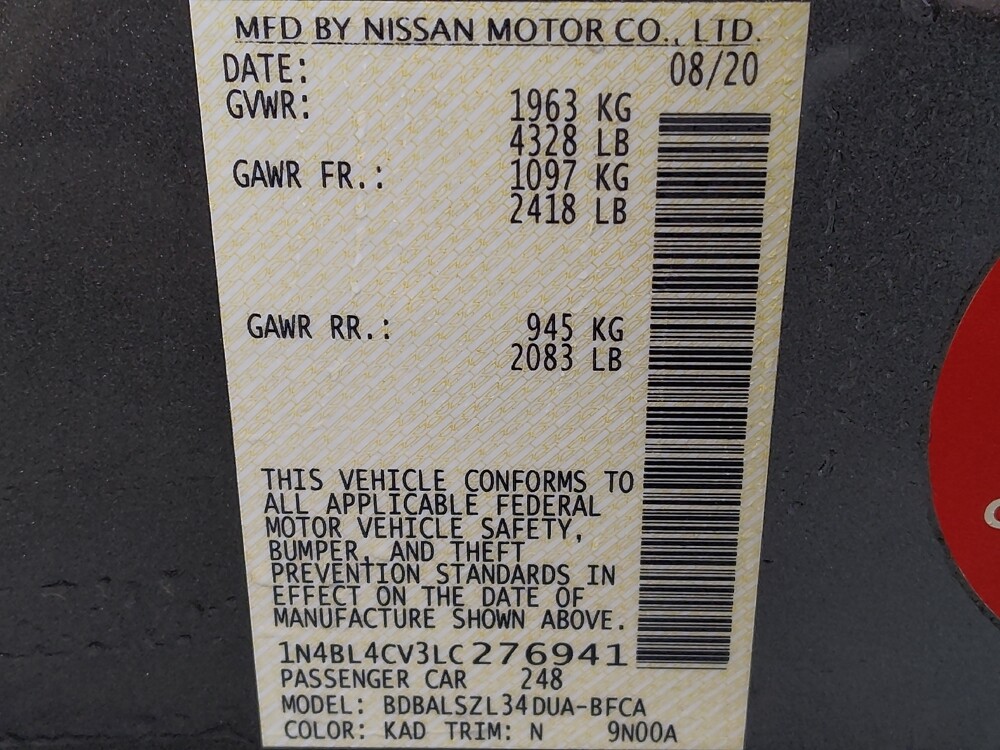 MFD BY NISSAN MOTOR CO., LTD.
DATE: 08/20
GVWR: 1963 KG
4328 LB
GAWR FR.: 1097 KG
2418 LB
GAWR RR.: 945 KG
2083 LB
THIS VEHICLE CONFORMS TO
ALL APPLICABLE FEDERAL
MOTOR VEHICLE SAFETY,
BUMPER, AND THEFT
PREVENTION STANDARDS IN
EFFECT ON THE DATE OF
MANUFACTURE SHOWN ABOVE.
1N4BL4CV3LC276941
PASSENGER CAR 248
MODEL: BDBALSZL34DUA-BFCA
COLOR: KAD TRIM: N 9N00A